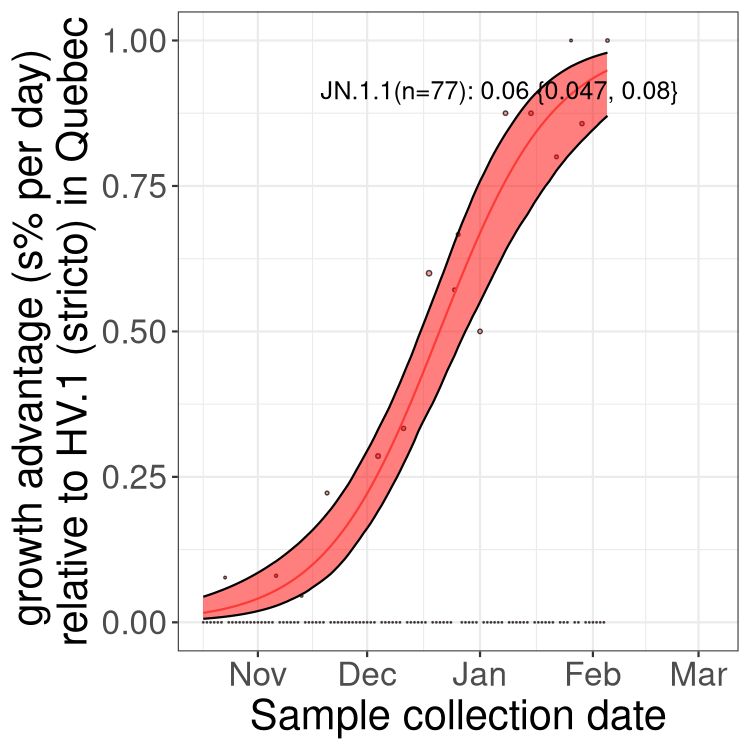 growth advantage (s% per day)
relative to HV.1 (stricto) in Quebec
1.00
0.75
0.50
0.25
0.00
JN.1.1(n=77): 0.06 {0.047, 0.08}
Nov Dec Jan Feb Mar
Sample collection date